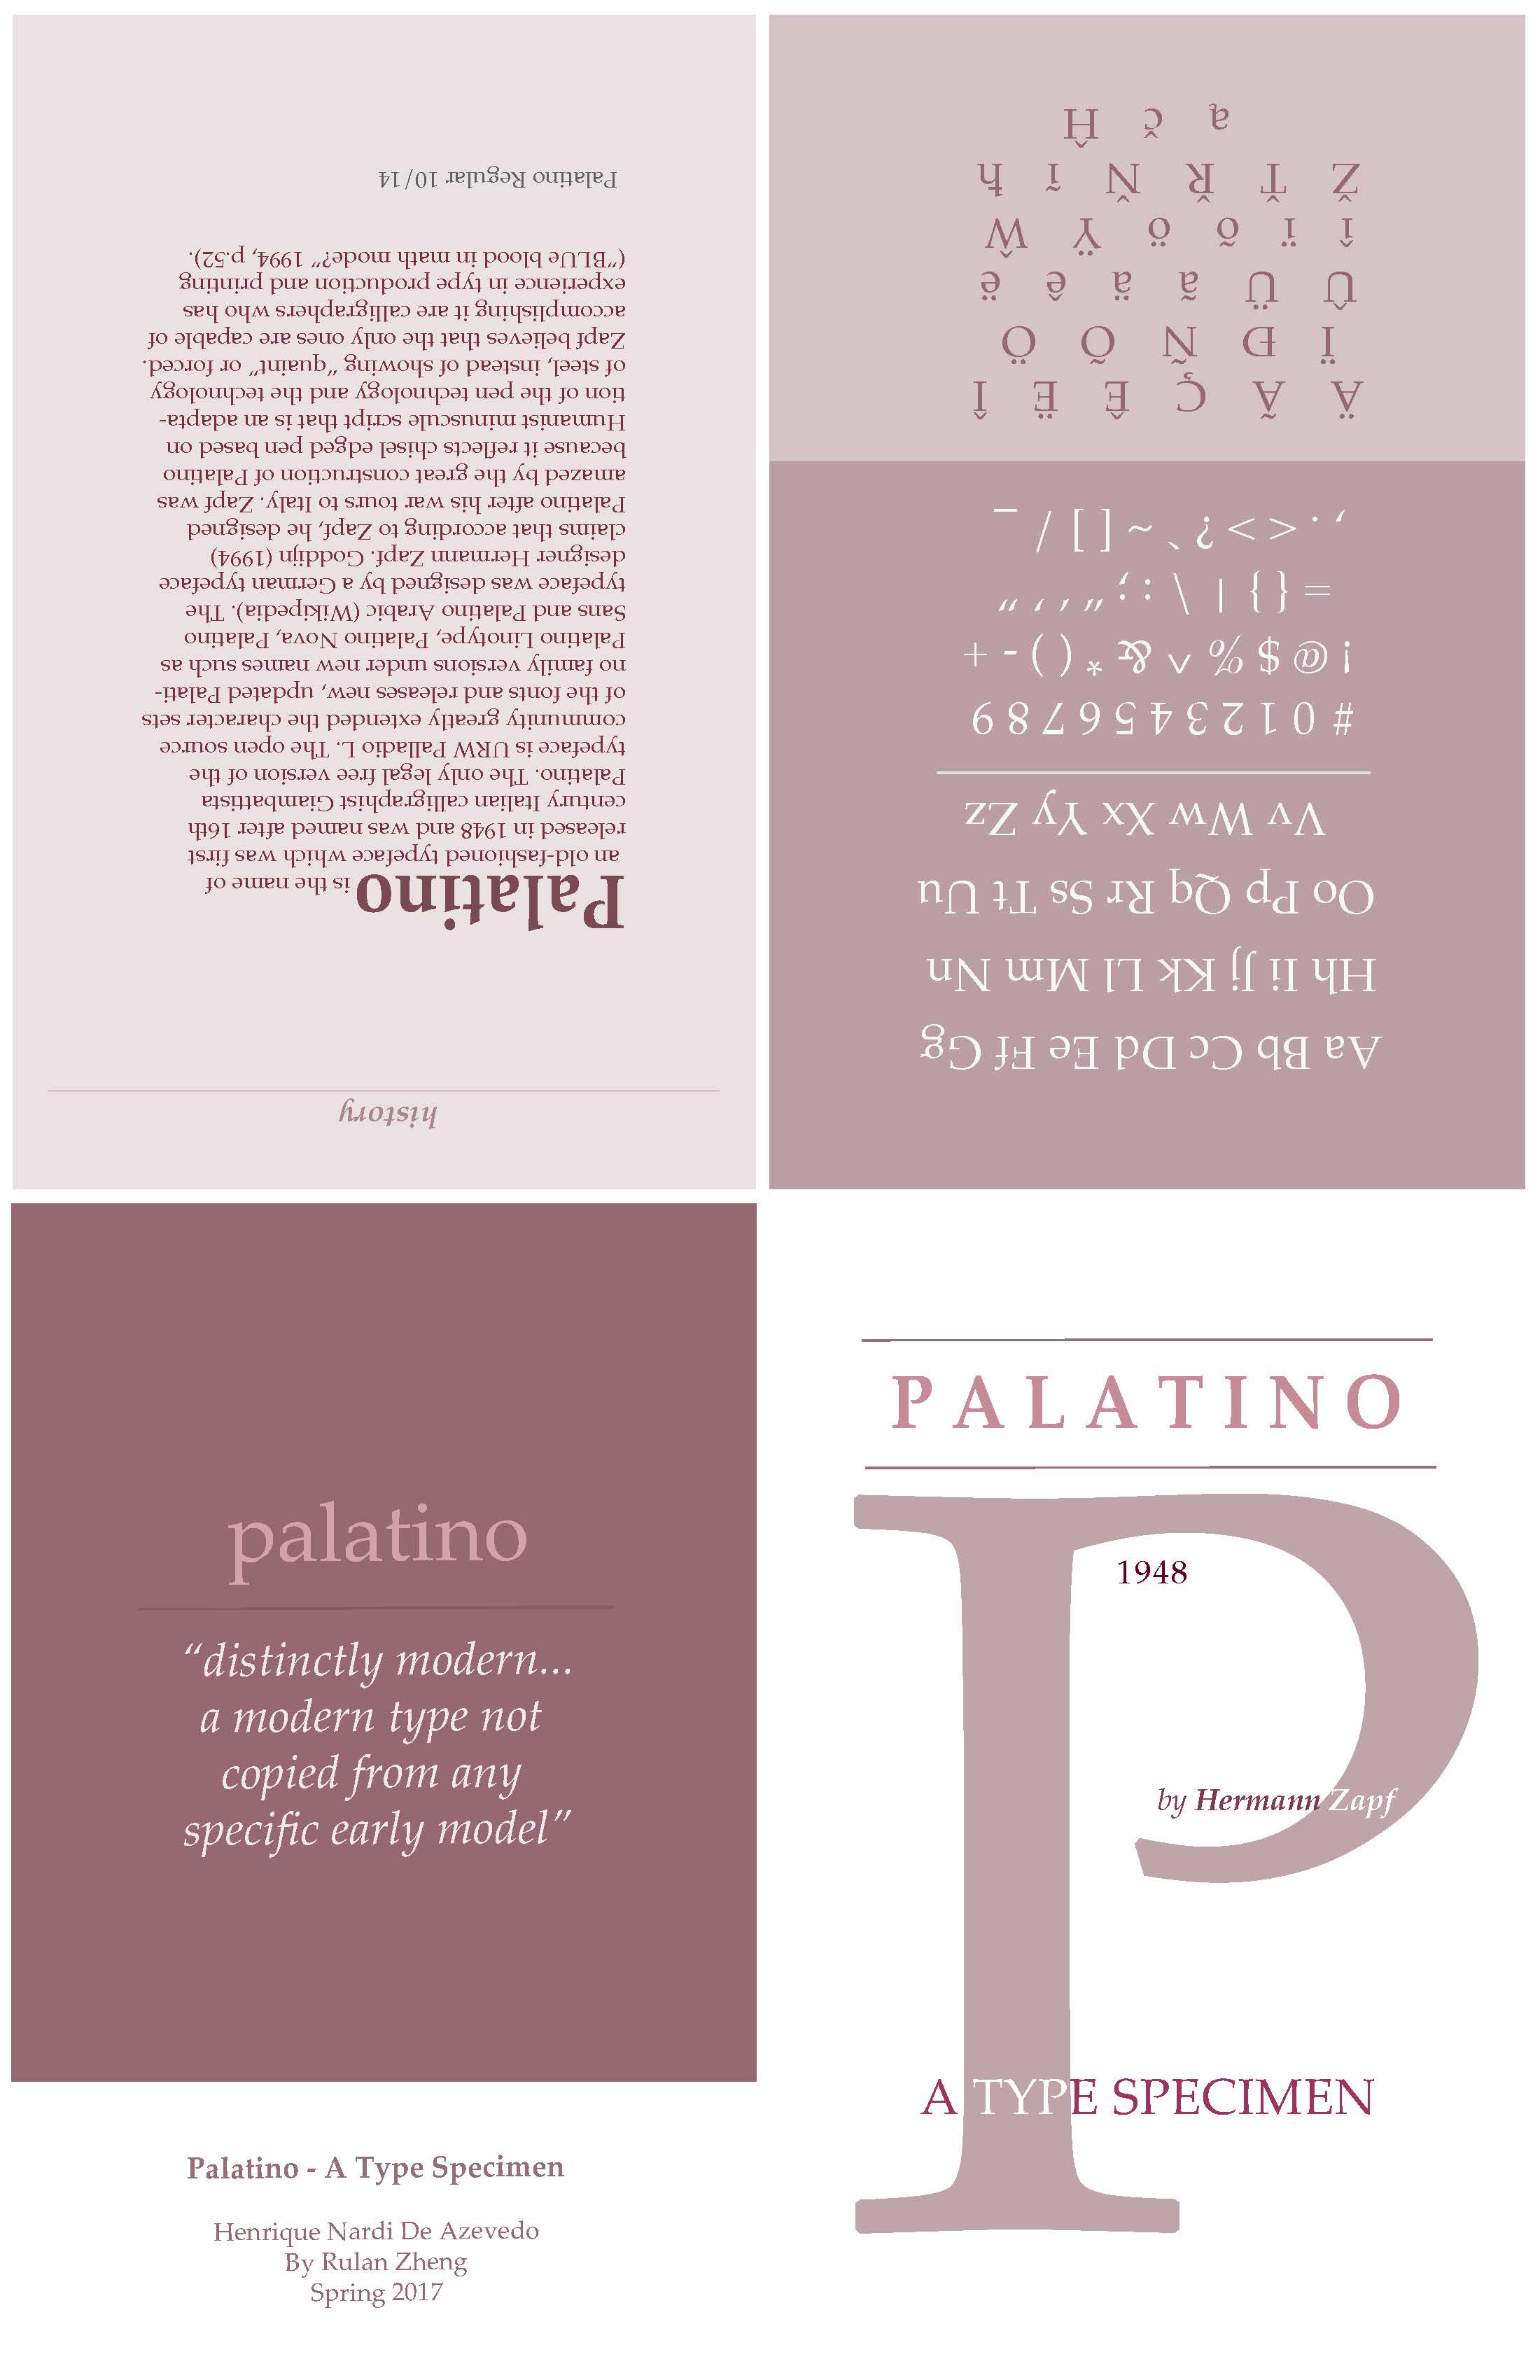 history
Palatino is the name of
an old-fashioned typeface which was first
released in 1948 and was named after 16th
century Italian calligraphist Giambattista
Palatino. The only legal free version of the
typeface is URW Palladio L. The open source
community greatly extended the character sets
of the fonts and releases new, updated Palati-
no family versions under new names such as
Palatino Linotype, Palatino Nova, Palatino
Sans and Palatino Arabic (Wikipedia). The
typeface was designed by a German typeface
designer Hermann Zapf. Goddijn (1994)
claims that according to Zapf, he designed
Palatino after his war tours to Italy. Zapf was
amazed by the great construction of Palatino
because it reflects chisel edged pen based on
Humanist minuscule script that is an adapta-
tion of the pen technology and the technology
of steel, instead of showing “quaint” or forced.
Zapf believes that the only ones are capable of
accomplishing it are calligraphers who has
experience in type production and printing
(“BLUe blood in math mode?” 1994, p.52).
Palatino Regular 10/14
Aa Bb Cc Dd Ee Ff Gg
Hh Ii Jj Kk Ll Mm Nn
Oo Pp Qq Rr Ss Tt Uu
Vv Ww Xx Yy Zz
# 0 1 2 3 4 5 6 7 8 9
! @ $ % ^ & * ( ) - +
= { } | \ : ; ” ’ ’ ”
, . < > ? ` ~ [ ] / _
Ä Ã Ç Ê Ë Î
Ï Ð Ñ Õ Ö
Û Ü ã ä ê ë
î ï õ ö Ÿ Ŵ
Ž Ť Ř Ň ĩ ħ
ą č Ĥ
palatino
“distinctly modern...
a modern type not
copied from any
specific early model”
Palatino - A Type Specimen
Henrique Nardi De Azevedo
By Rulan Zheng
Spring 2017
PALATINO
P
1948
by Hermann Zapf
A TYPE SPECIMEN